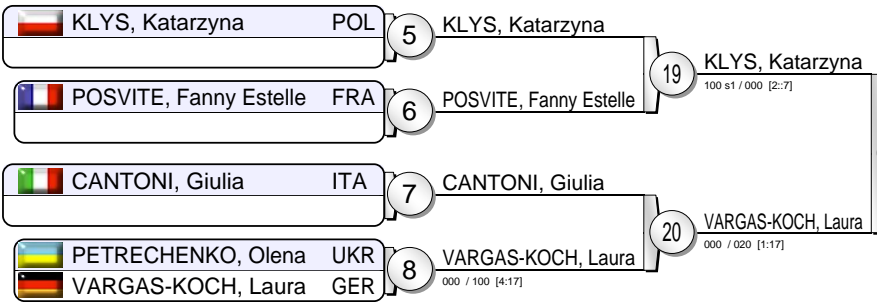 KLYS, Katarzyna POL
5
KLYS, Katarzyna
19
KLYS, Katarzyna
100 s1 / 000 [2::7]
POSVITE, Fanny Estelle FRA
6
POSVITE, Fanny Estelle
CANTONI, Giulia ITA
7
CANTONI, Giulia
20
VARGAS-KOCH, Laura
000 / 020 [1:17]
PETRECHENKO, Olena UKR
VARGAS-KOCH, Laura GER
8
VARGAS-KOCH, Laura
000 / 100 [4:17]